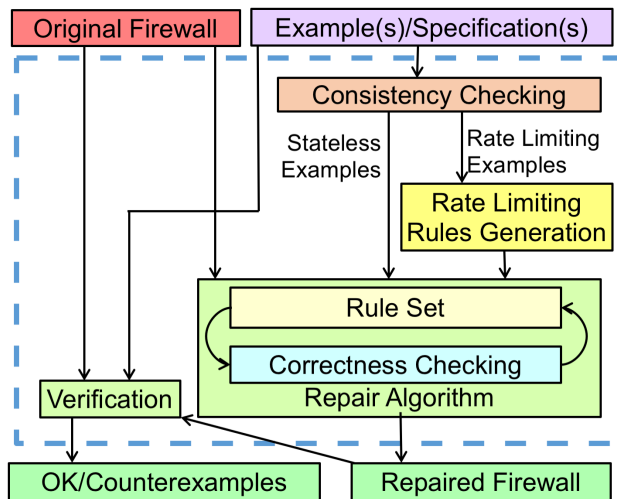 Original Firewall
Example(s)/Specification(s)
Consistency Checking
Stateless
Examples
Rate Limiting
Examples
Rate Limiting
Rules Generation
Rule Set
Correctness Checking
Repair Algorithm
Verification
OK/Counterexamples
Repaired Firewall